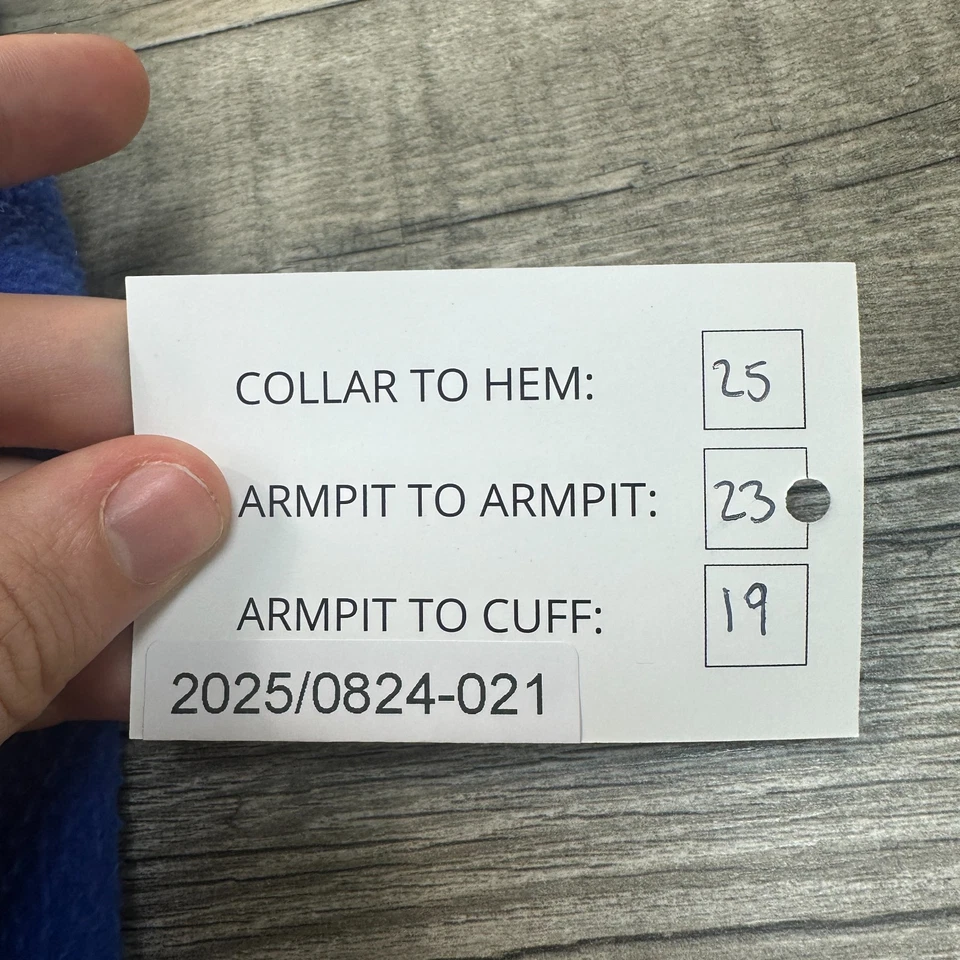 COLLAR TO HEM: 25
ARMPIT TO ARMPIT: 23
ARMPIT TO CUFF: 19
2025/0824-021